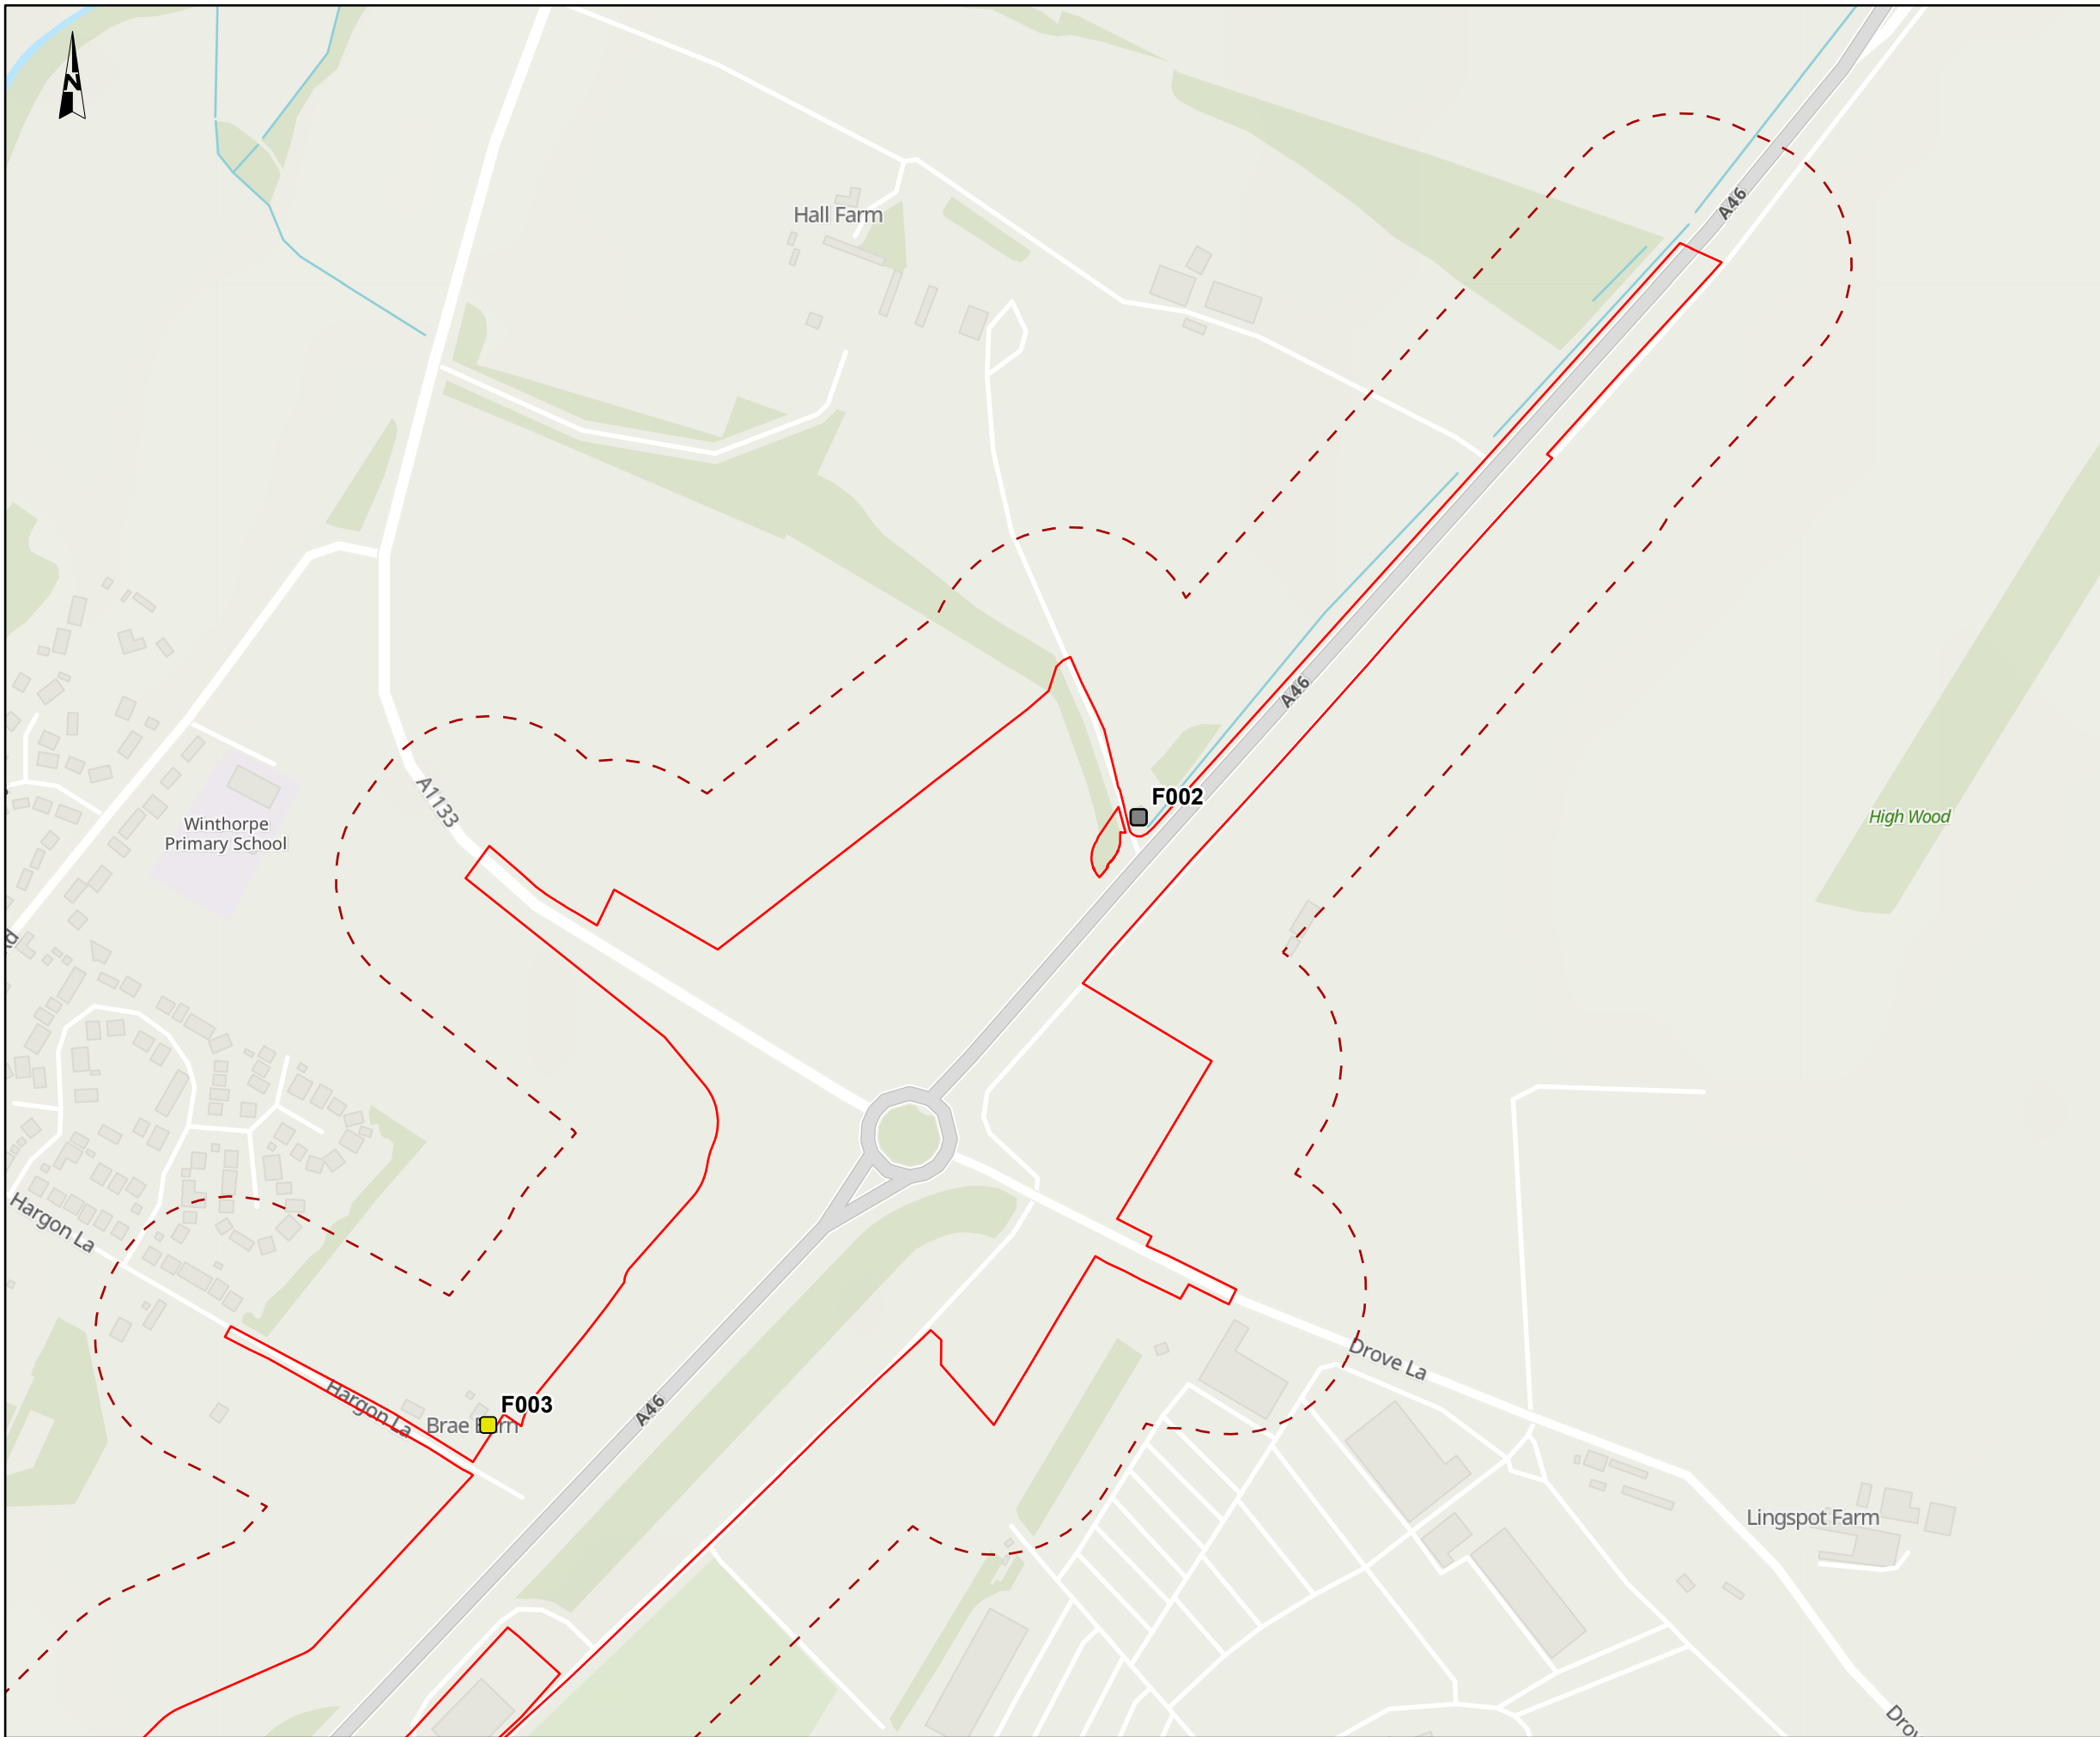 N
A46
Hall Farm
A46
A1133
F002
High Wood
Winthorpe
Primary School
Hargon La
Drove La
Hargon La
F003
A46
Lingspot Farm